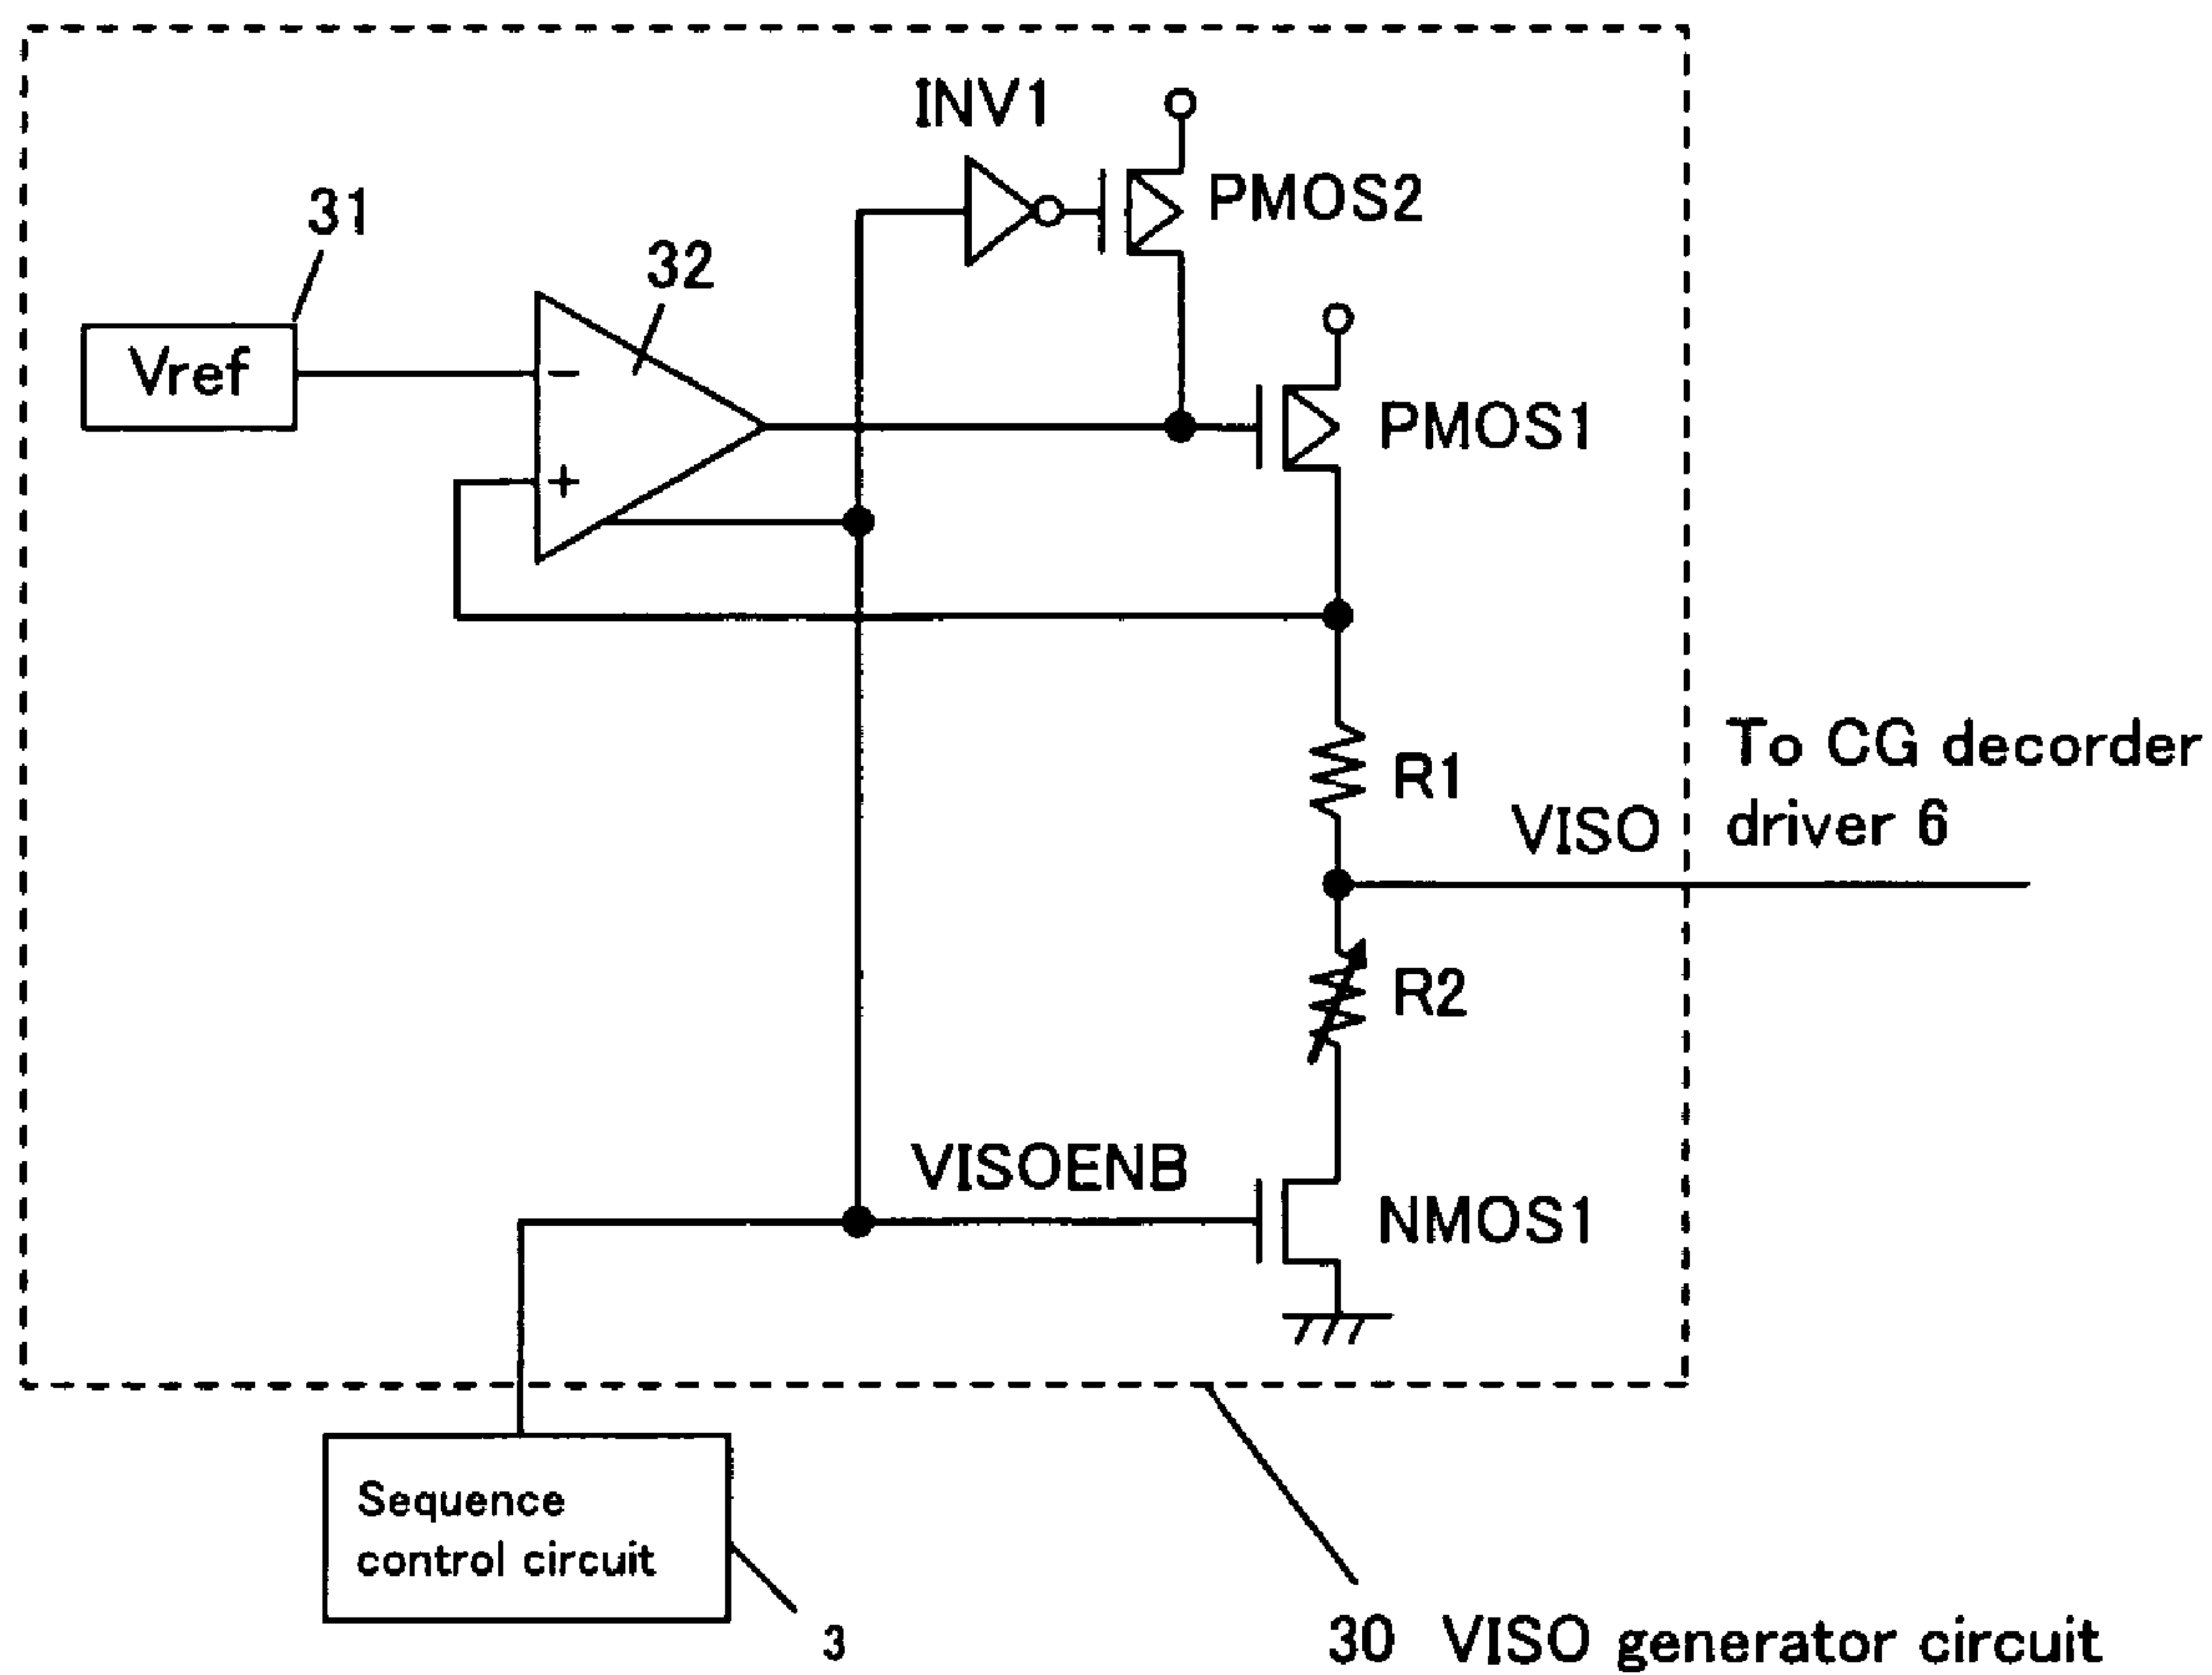 INV1
PMOS2
31
32
Vref
−
+
PMOS1
R1
To CG decorder
driver 6
VISO
R2
VISOENB
NMOS1
Sequence
control circuit
3
30 VISO generator circuit